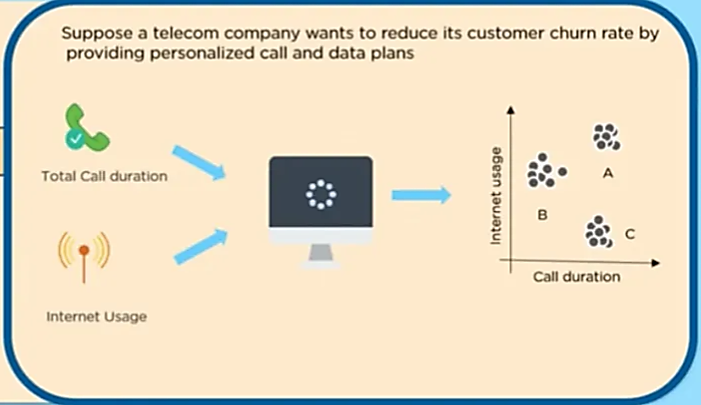 Suppose a telecom company wants to reduce its customer churn rate by
providing personalized call and data plans
Total Call duration
Internet Usage
Internet usage
A
B
C
Call duration